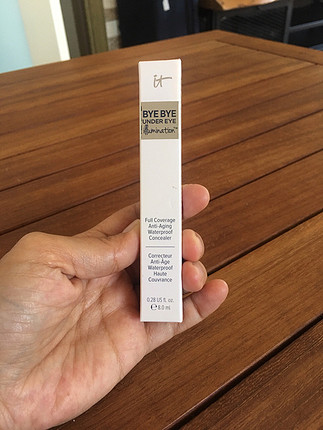 it
BYE BYE
UNDER EYE
illumination™
Full Coverage
Anti-Aging
Waterproof
Concealer
Correcteur
Anti-Âge
Waterproof
Haute
Couvrance
0.28 US fl. oz.
℮ 8.0 ml